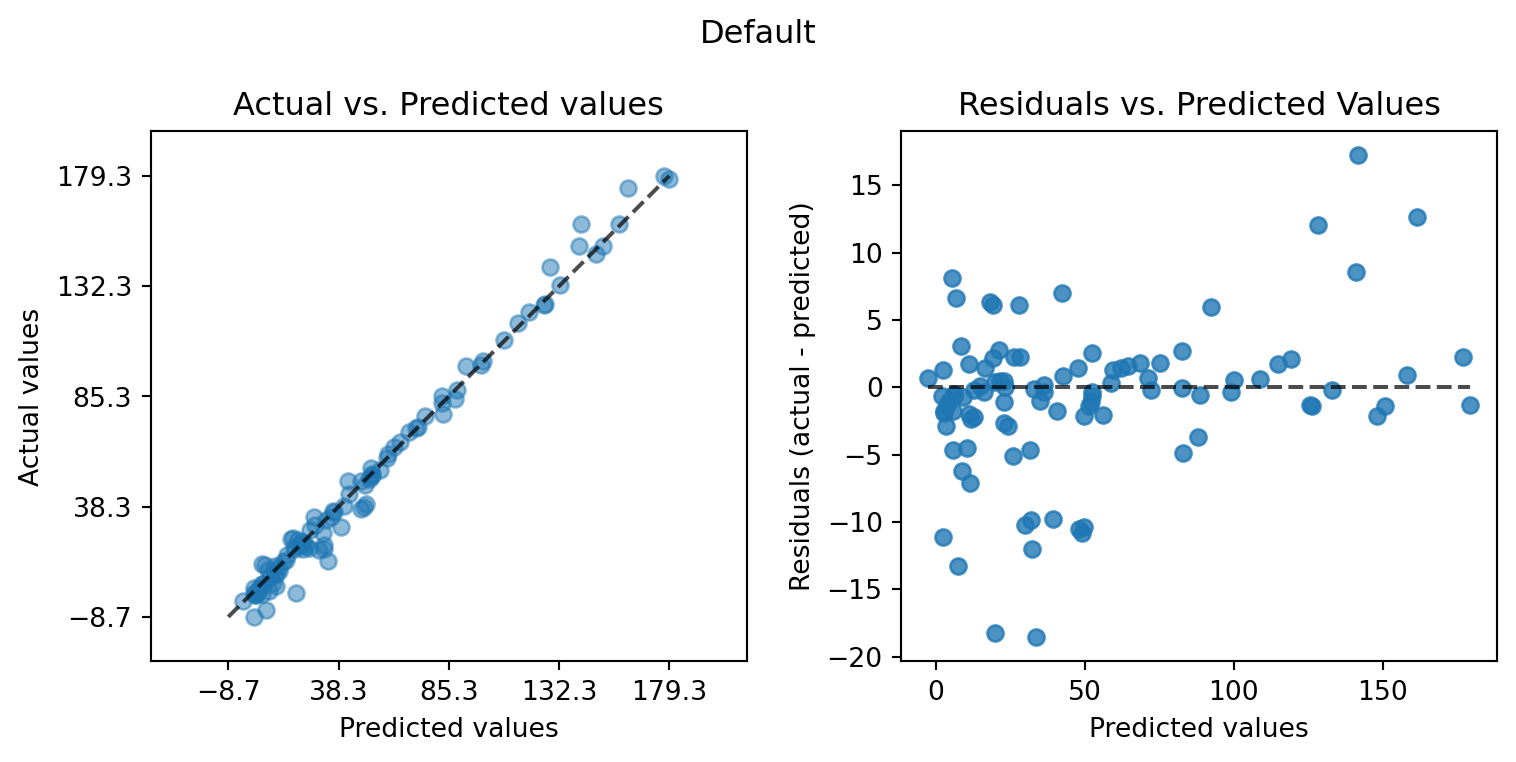 Default
Actual vs. Predicted values
Actual values
179.3
132.3
85.3
38.3
−8.7
−8.7 38.3 85.3 132.3 179.3
Predicted values
Residuals vs. Predicted Values
Residuals (actual - predicted)
15
10
5
0
−5
−10
−15
−20
0 50 100 150
Predicted values